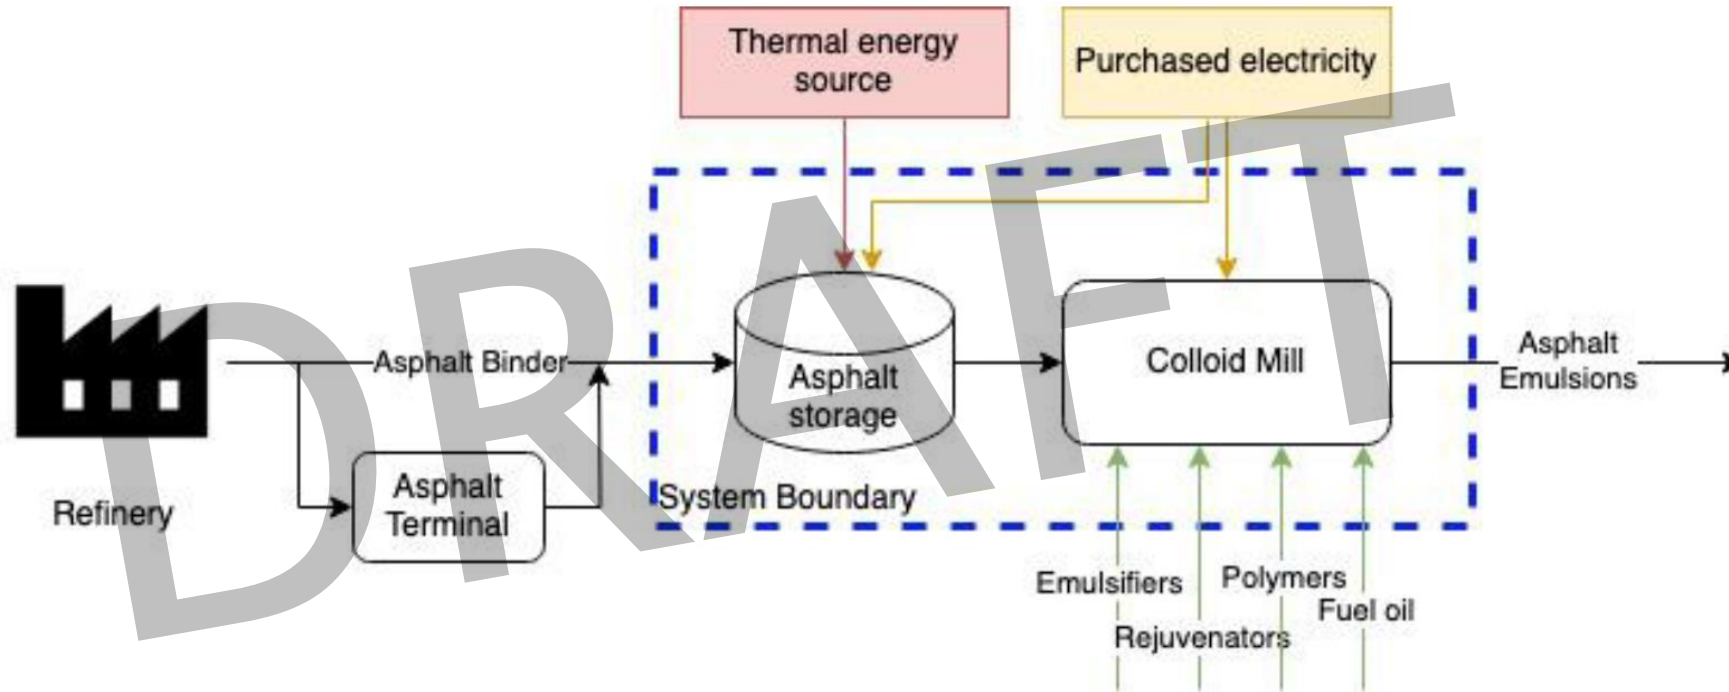 Thermal energy
source
Purchased electricity
DRAFT
Asphalt Binder
Asphalt
storage
Colloid Mill
Asphalt
Emulsions
Refinery
Asphalt
Terminal
System Boundary
Emulsifiers
Polymers
Fuel oil
Rejuvenators